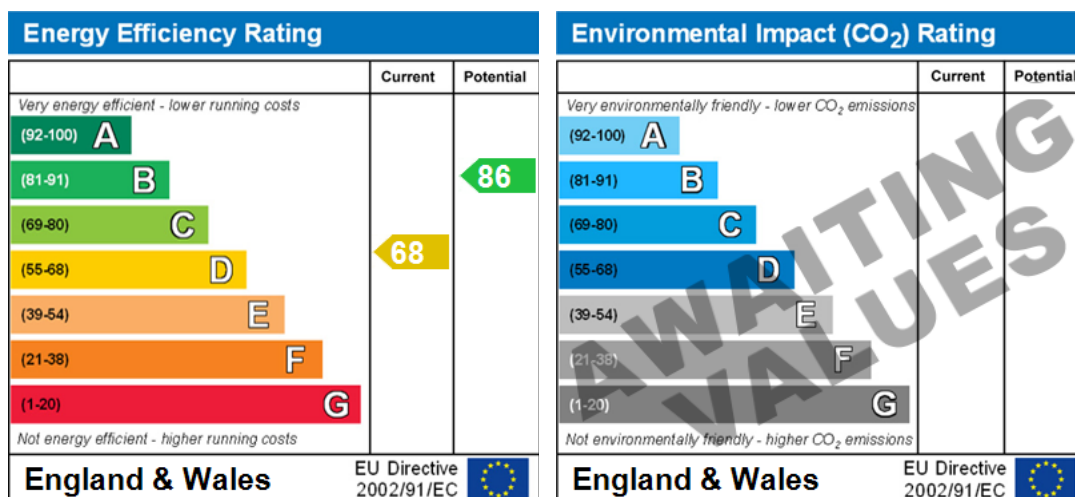 Energy Efficiency Rating
Current Potential
Very energy efficient - lower running costs
(92-100) A
(81-91) B
86
(69-80) C
68
(55-68) D
(39-54) E
(21-38) F
(1-20) G
Not energy efficient - higher running costs
England & Wales
EU Directive
2002/91/EC
Environmental Impact (CO₂) Rating
Current Potential
Very environmentally friendly - lower CO₂ emissions
(92-100) A
(81-91) B
(69-80) C
(55-68) D
(39-54) E
(21-38) F
(1-20) G
AWAITING
VALUES
Not environmentally friendly - higher CO₂ emissions
England & Wales
EU Directive
2002/91/EC